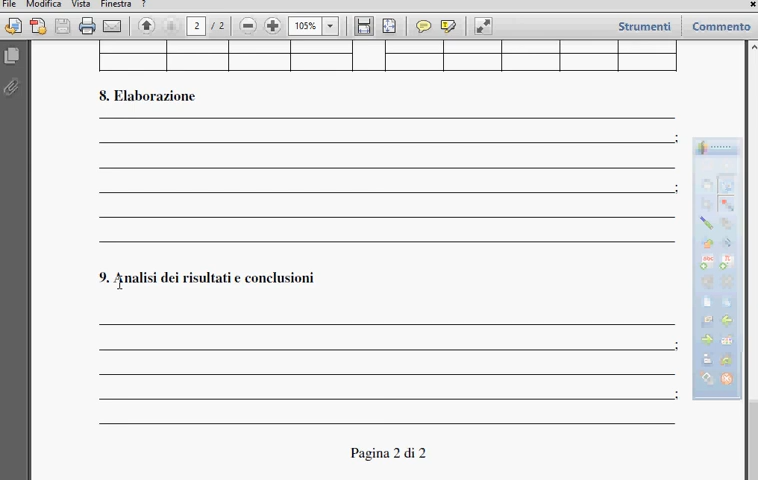 File Modifica Vista Finestra ?
2 / 2 105% Strumenti Commento
8. Elaborazione
;
;
9. Analisi dei risultati e conclusioni
;
;
Pagina 2 di 2